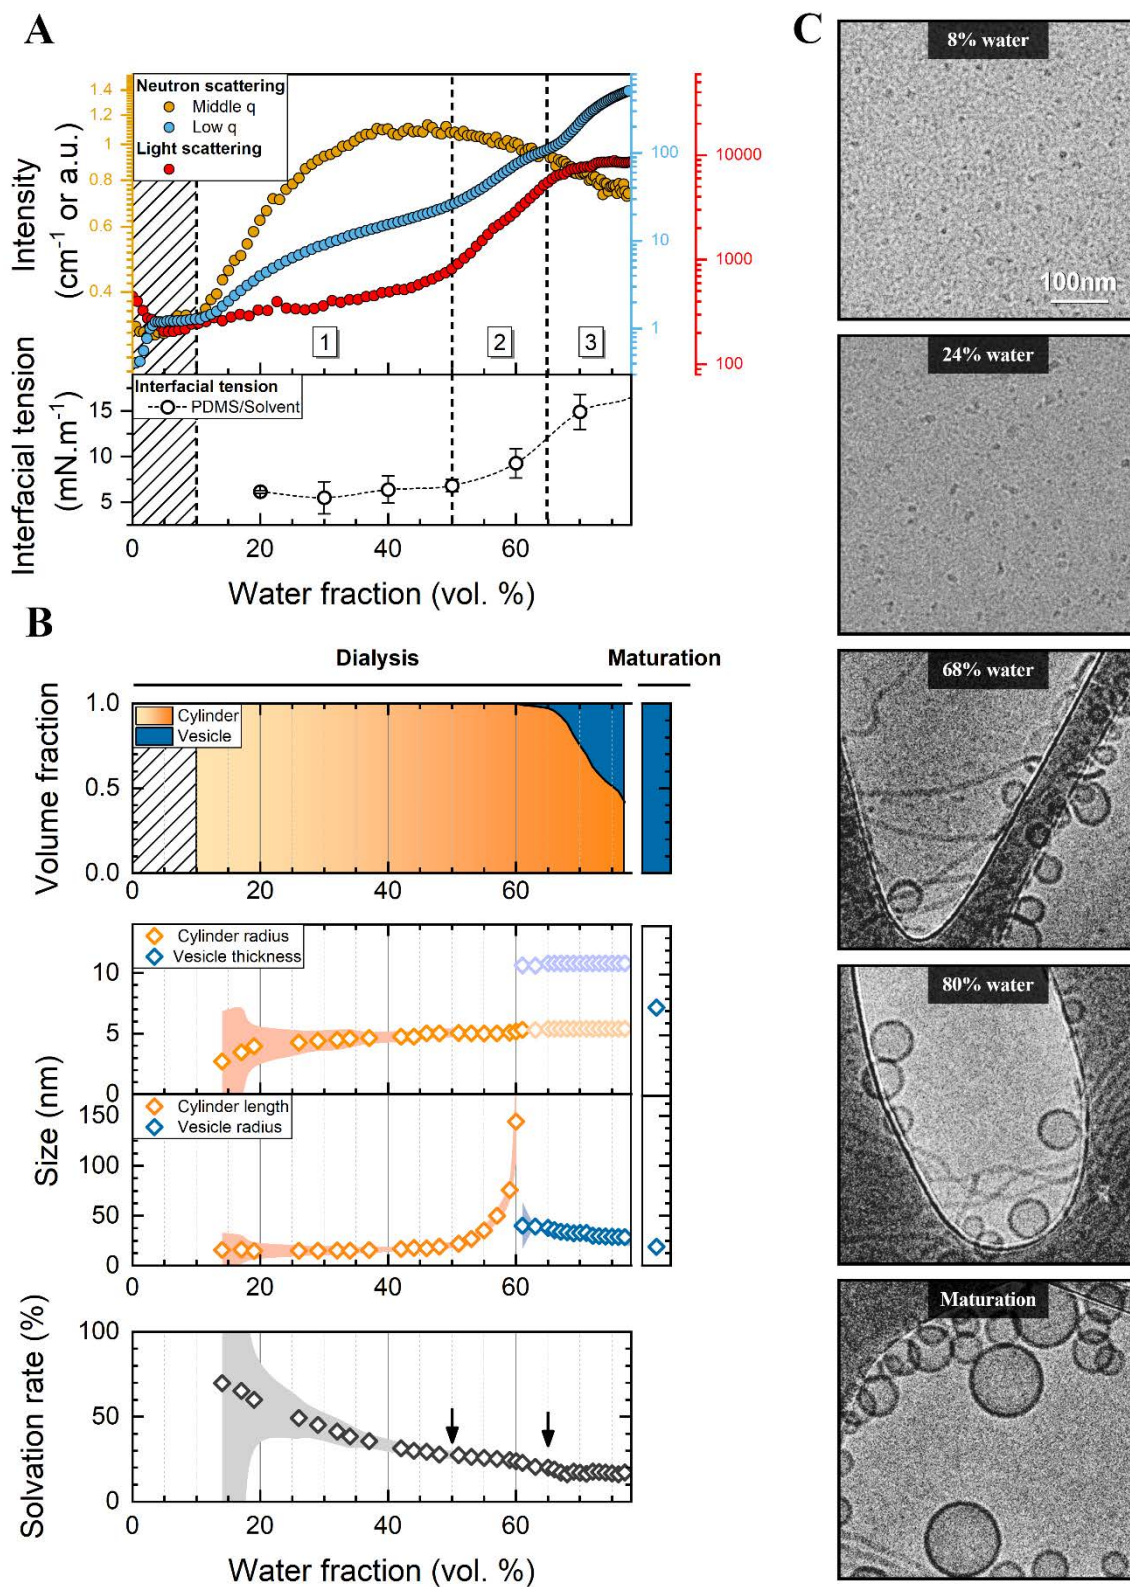 A
Neutron scattering
Middle q
Low q
Light scattering
1.4
1.2
1
0.8
0.6
0.4
Intensity
(cm⁻¹ or a.u.)
100
10
1
10000
1000
100
1
2
3
Interfacial tension
PDMS/Solvent
15
10
5
Interfacial tension
(mN.m⁻¹)
0
20
40
60
Water fraction (vol. %)
B
Dialysis
Maturation
Cylinder
Vesicle
1.0
0.5
0.0
Volume fraction
0
20
40
60
Cylinder radius
Vesicle thickness
10
5
0
Cylinder length
Vesicle radius
150
100
50
0
Size (nm)
0
20
40
60
100
50
0
Solvation rate (%)
0
20
40
60
Water fraction (vol. %)
C
8% water
100nm
24% water
68% water
80% water
Maturation